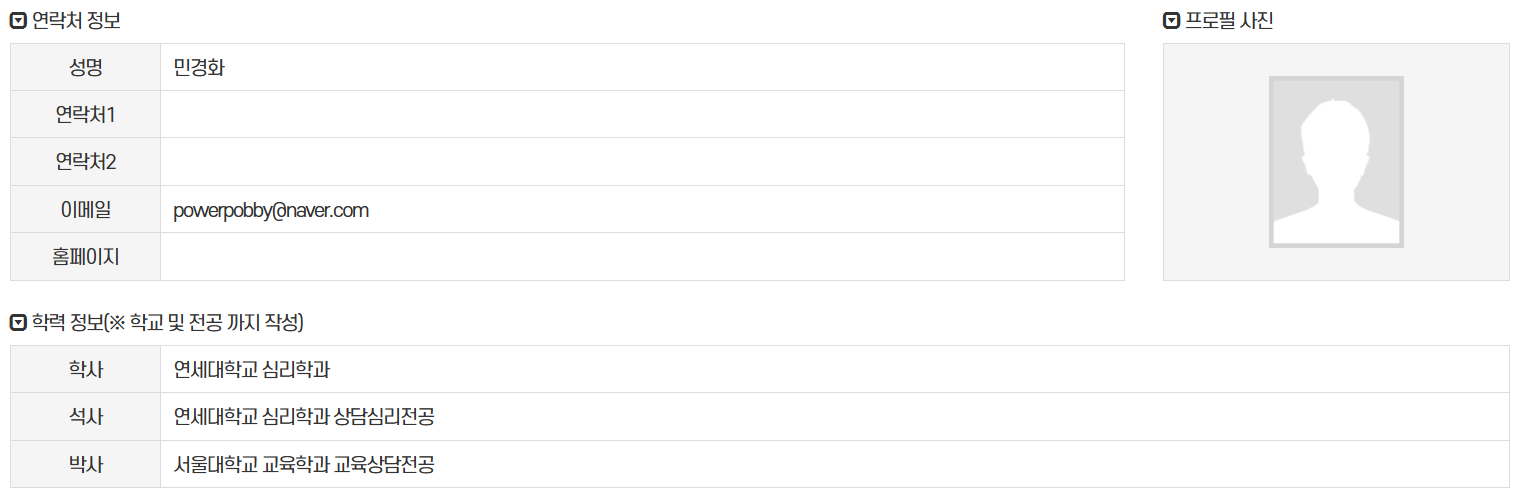 연락처 정보
프로필 사진
성명 민경화
연락처1
연락처2
이메일 powerpobby@naver.com
홈페이지
학력 정보(※ 학교 및 전공 까지 작성)
학사 연세대학교 심리학과
석사 연세대학교 심리학과 상담심리전공
박사 서울대학교 교육학과 교육상담전공